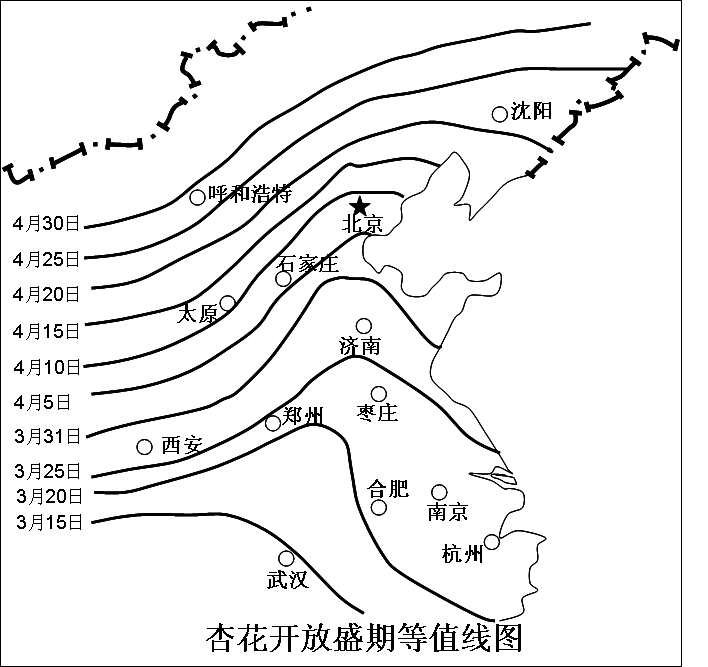 沈阳
呼和浩特
4月30日
北京
4月25日
石家庄
4月20日
太原
4月15日
济南
4月10日
4月5日
枣庄
郑州
3月31日
西安
3月25日
合肥
3月20日
南京
3月15日
杭州
武汉
杏花开放盛期等值线图